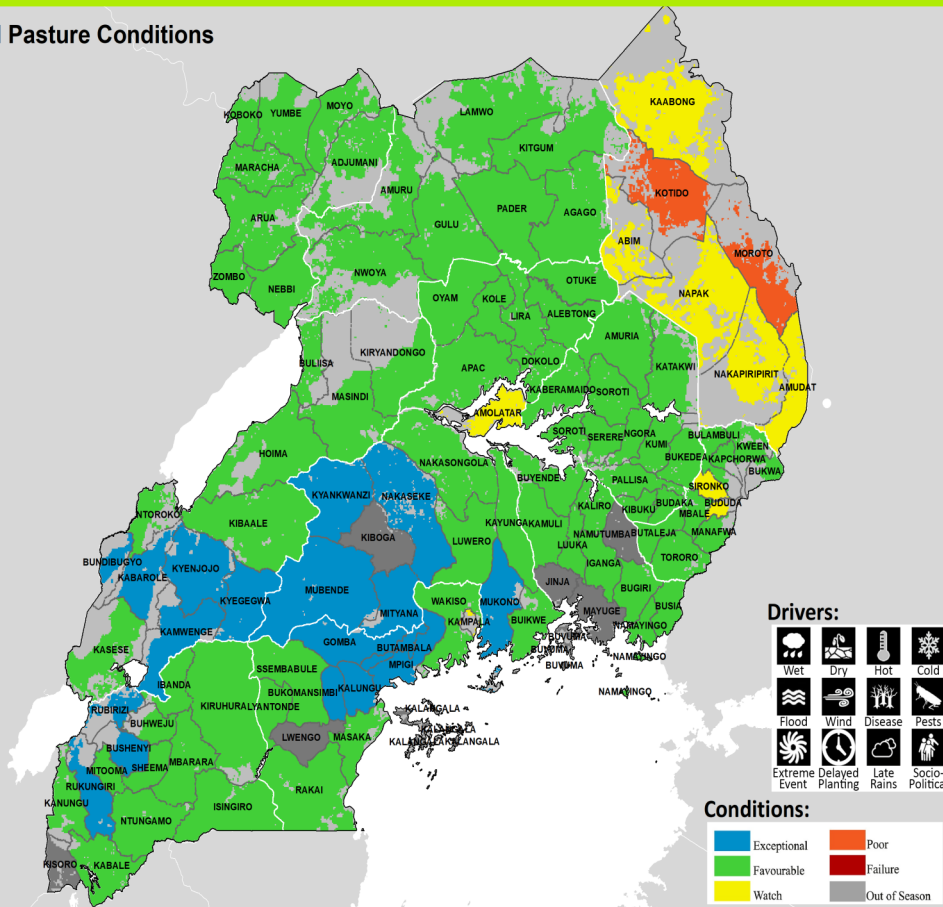 Pasture Conditions
KAABONG
LAMWO
MOYO
KOBOKO
YUMBE
KITGUM
MARACHA
ADJUMANI
AMURU
KOTIDO
PADER
AGAGO
ARUA
GULU
ABIM
MOROTO
ZOMBO
NWOYA
NEBBI
OTUKE
NAPAK
OYAM
KOLE
LIRA
ALEBTONG
AMURIA
KIRYANDONGO
BULIISA
APAC
DOKOLO
KATAKWI
NAKAPIRIPIRIT
AMUDAT
MASINDI
KABERAMAIDO
SOROTI
AMOLATAR
SOROTI
SERERE
NGORA
KUMI
BULAMBULI
KWEEN
HOIMA
NAKASONGOLA
BUKEDEA
KAPCHORWA
BUKWA
BUYENDE
PALLISA
SIRONKO
KYANKWANZI
NAKASEKE
KALIRO
KIBUKU
BUDAKA
BUDUDA
MBALE
NTOROKO
KIBAALE
KAYUNGA
KAMULI
NAMUTUMBA
BUTALEJA
MANAFWA
KIBOGA
LUWERO
LUUKA
BUNDIBUGYO
KYENJOJO
IGANGA
TORORO
KABAROLE
JINJA
BUGIRI
KYEGEGWA
MUBENDE
WAKISO
MUKONO
MAYUGE
BUSIA
MITYANA
KAMPALA
BUIKWE
NAMAYINGO
KAMWENGE
GOMBA
BUTAMBALA
KASESE
BUVUMA
BUVUMA
BUVUMA
NAMAYINGO
MPIGI
SSEMBABULE
IBANDA
BUKOMANSIMBI
KALUNGU
NAMAYINGO
RUBIRIZI
KIRUHURA
LYANTONDE
KALANGALA
BUHWEJU
LWENGO
MASAKA
KALANGALA
KALANGALA
KALANGALA
BUSHENYI
SHEEMA
MBARARA
MITOOMA
RUKUNGIRI
RAKAI
KANUNGU
ISINGIRO
NTUNGAMO
KISORO
KABALE
Drivers:
Wet Dry Hot Cold
Flood Wind Disease Pests
Extreme Event Delayed Planting Late Rains Socio-Politica
Conditions:
Exceptional Poor
Favourable Failure
Watch Out of Season